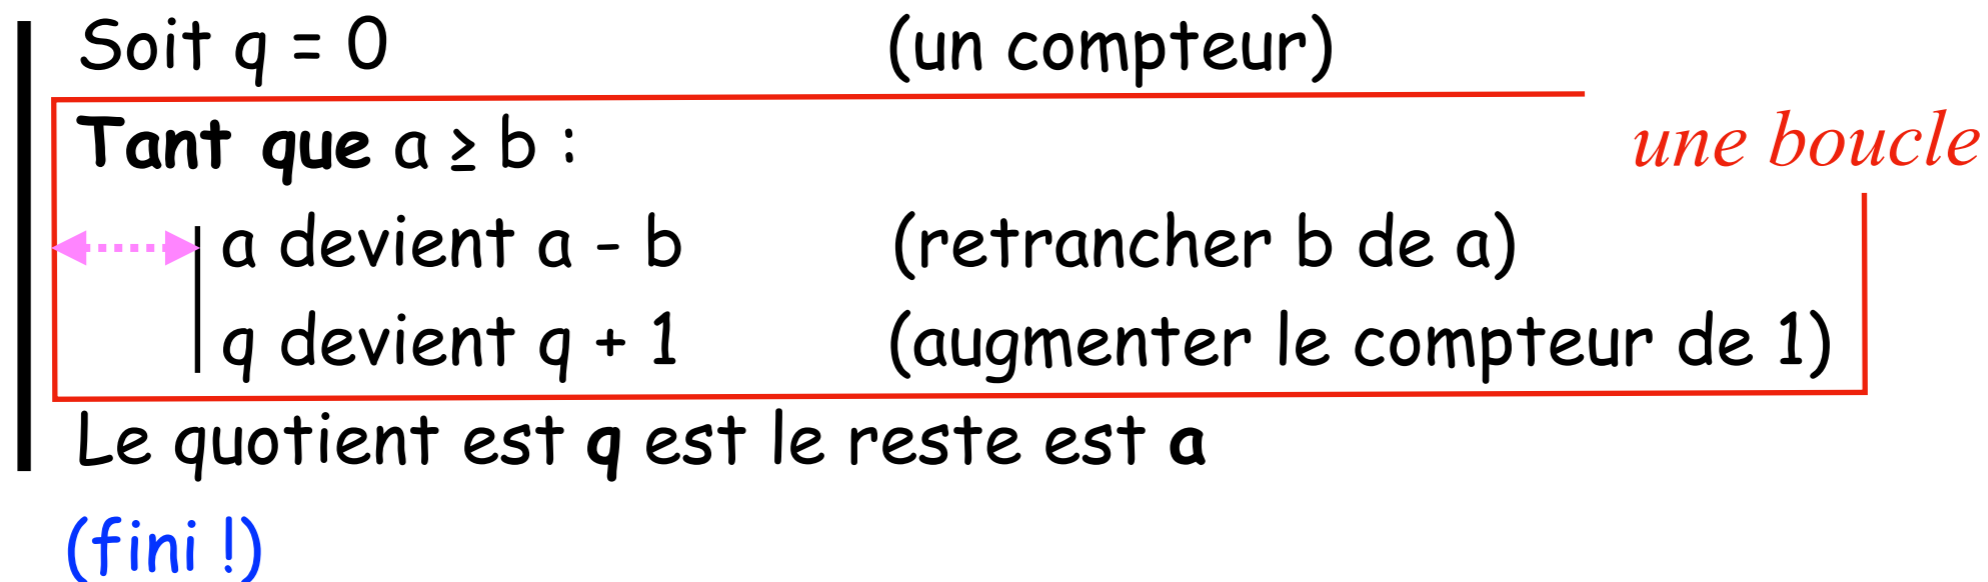 Soit q = 0 (un compteur)
Tant que a ≥ b :
une boucle
a devient a - b (retrancher b de a)
q devient q + 1 (augmenter le compteur de 1)
Le quotient est q est le reste est a
(fini !)